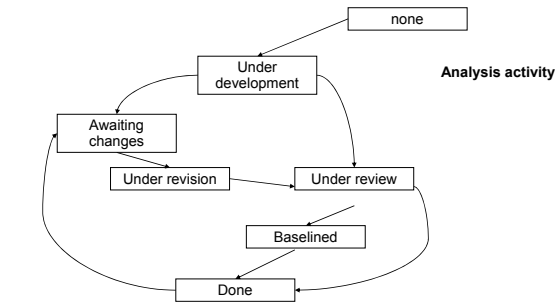 none
Under
development
Analysis activity
Awaiting
changes
Under revision
Under review
Baselined
Done